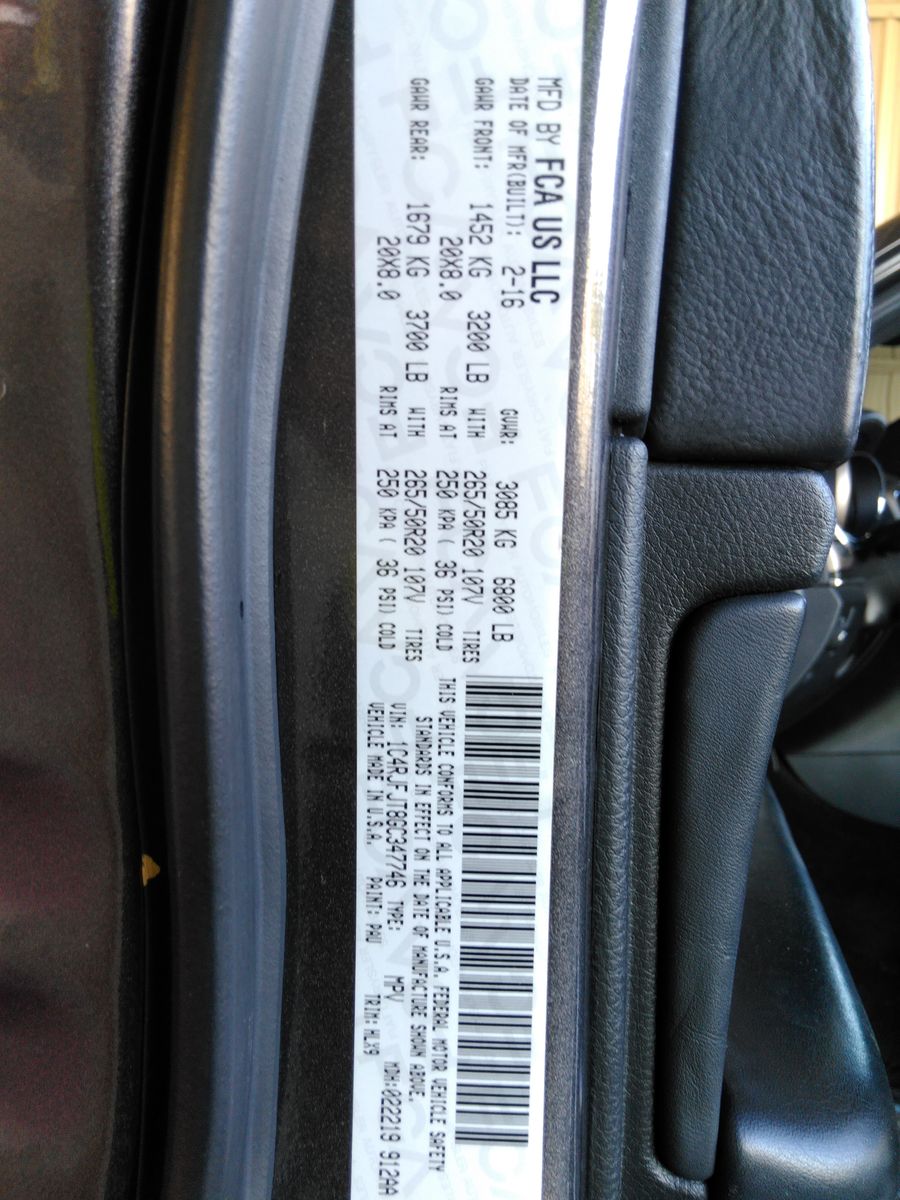 MFD BY FCA US LLC
DATE OF MFR(BUILT): 2-16 GVWR: 3085 KG 6800 LB
GAWR FRONT: 1452 KG 3200 LB WITH 265/50R20 107V TIRES
20X8.0 RIMS AT 250 KPA ( 36 PSI) COLD
GAWR REAR: 1679 KG 3700 LB WITH 265/50R20 107V TIRES
20X8.0 RIMS AT 250 KPA ( 36 PSI) COLD
THIS VEHICLE CONFORMS TO ALL APPLICABLE U.S.A. FEDERAL MOTOR VEHICLE SAFETY
STANDARDS IN EFFECT ON THE DATE OF MANUFACTURE SHOWN ABOVE.
VIN: 1C4RJFJT8GC347746 TYPE: MPV MDH:022219 912AA
VEHICLE MADE IN U.S.A. PAINT: PAU TRIM: HLX9